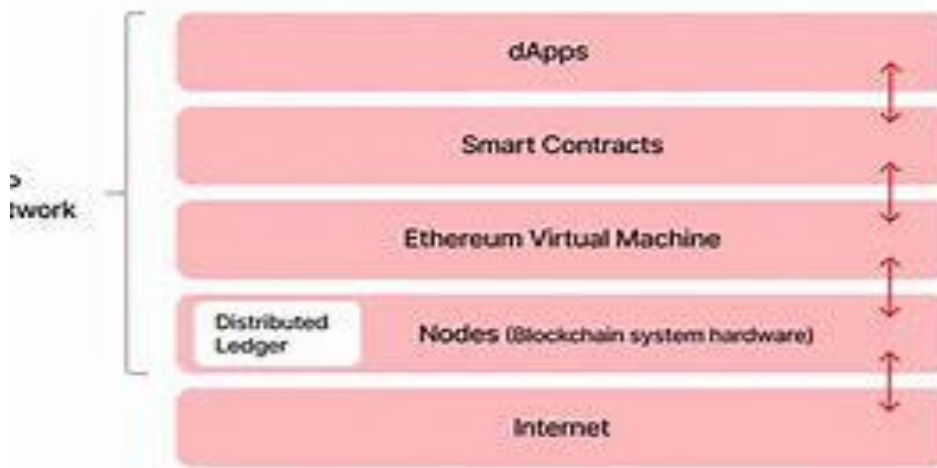 dApps
Smart Contracts
twork
Ethereum Virtual Machine
Distributed
Ledger
Nodes (Blockchain system hardware)
Internet